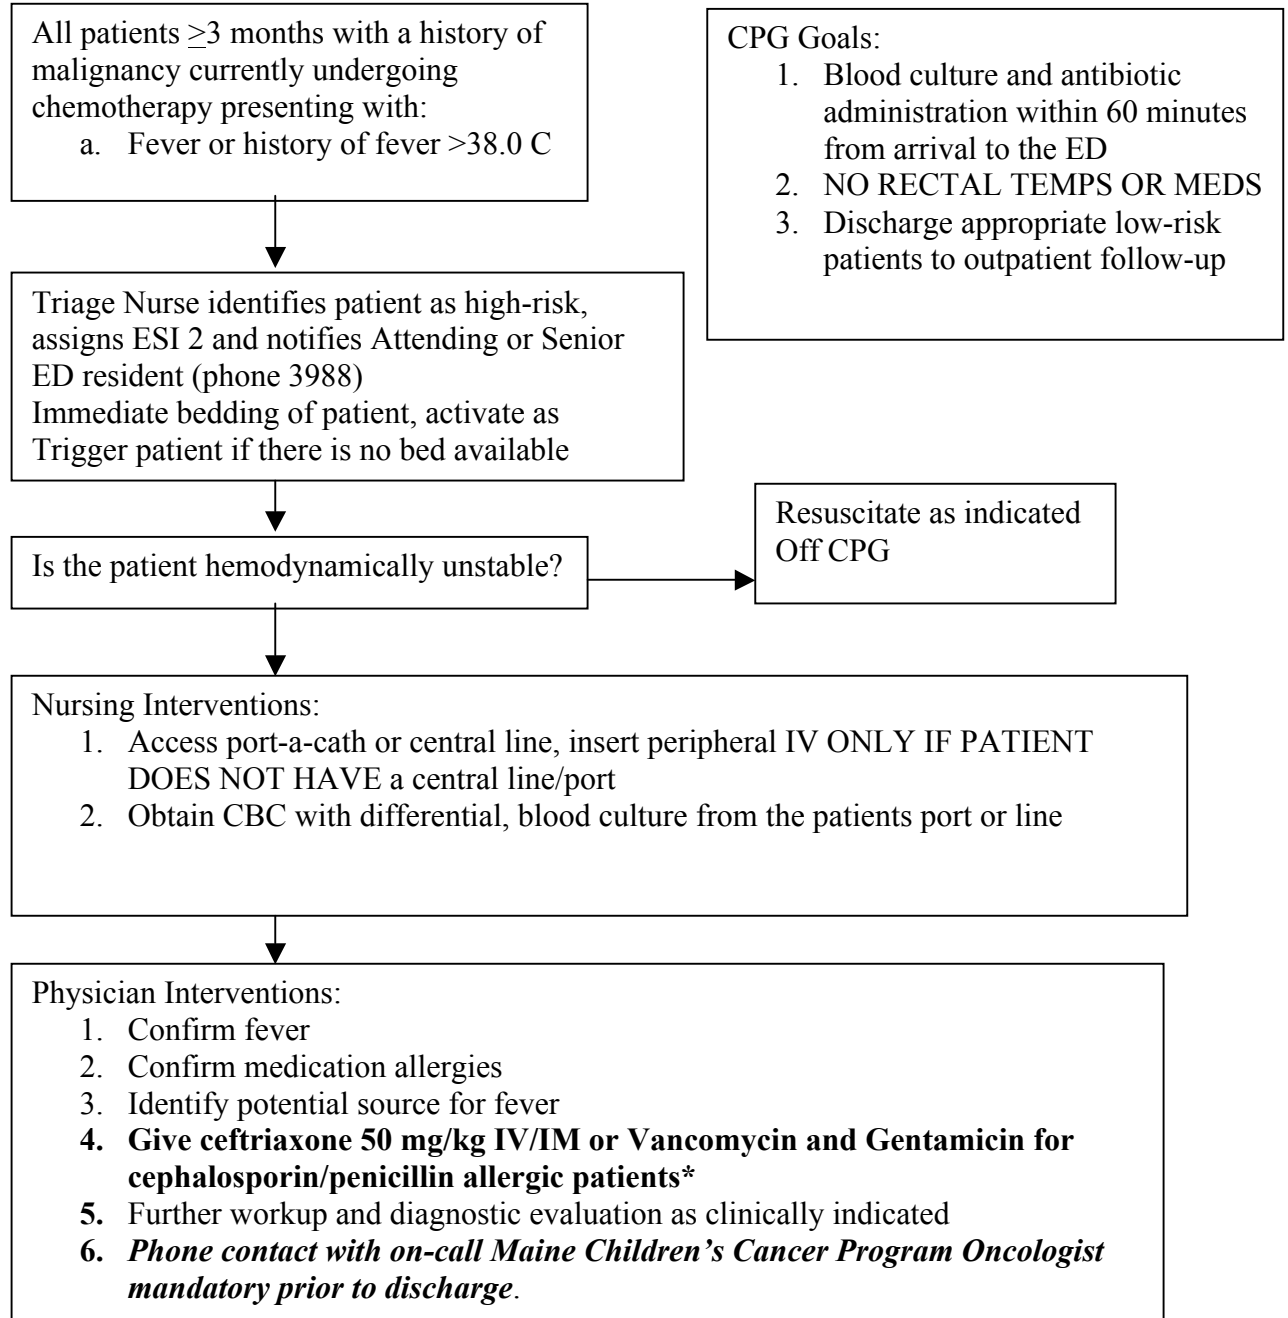 All patients ≥3 months with a history of
malignancy currently undergoing
chemotherapy presenting with:
a. Fever or history of fever >38.0 C
CPG Goals:
1. Blood culture and antibiotic
administration within 60 minutes
from arrival to the ED
2. NO RECTAL TEMPS OR MEDS
3. Discharge appropriate low-risk
patients to outpatient follow-up
Triage Nurse identifies patient as high-risk,
assigns ESI 2 and notifies Attending or Senior
ED resident (phone 3988)
Immediate bedding of patient, activate as
Trigger patient if there is no bed available
Is the patient hemodynamically unstable?
Resuscitate as indicated
Off CPG
Nursing Interventions:
1. Access port-a-cath or central line, insert peripheral IV ONLY IF PATIENT
DOES NOT HAVE a central line/port
2. Obtain CBC with differential, blood culture from the patients port or line
Physician Interventions:
1. Confirm fever
2. Confirm medication allergies
3. Identify potential source for fever
4. Give ceftriaxone 50 mg/kg IV/IM or Vancomycin and Gentamicin for
cephalosporin/penicillin allergic patients*
5. Further workup and diagnostic evaluation as clinically indicated
6. Phone contact with on-call Maine Children’s Cancer Program Oncologist
mandatory prior to discharge.